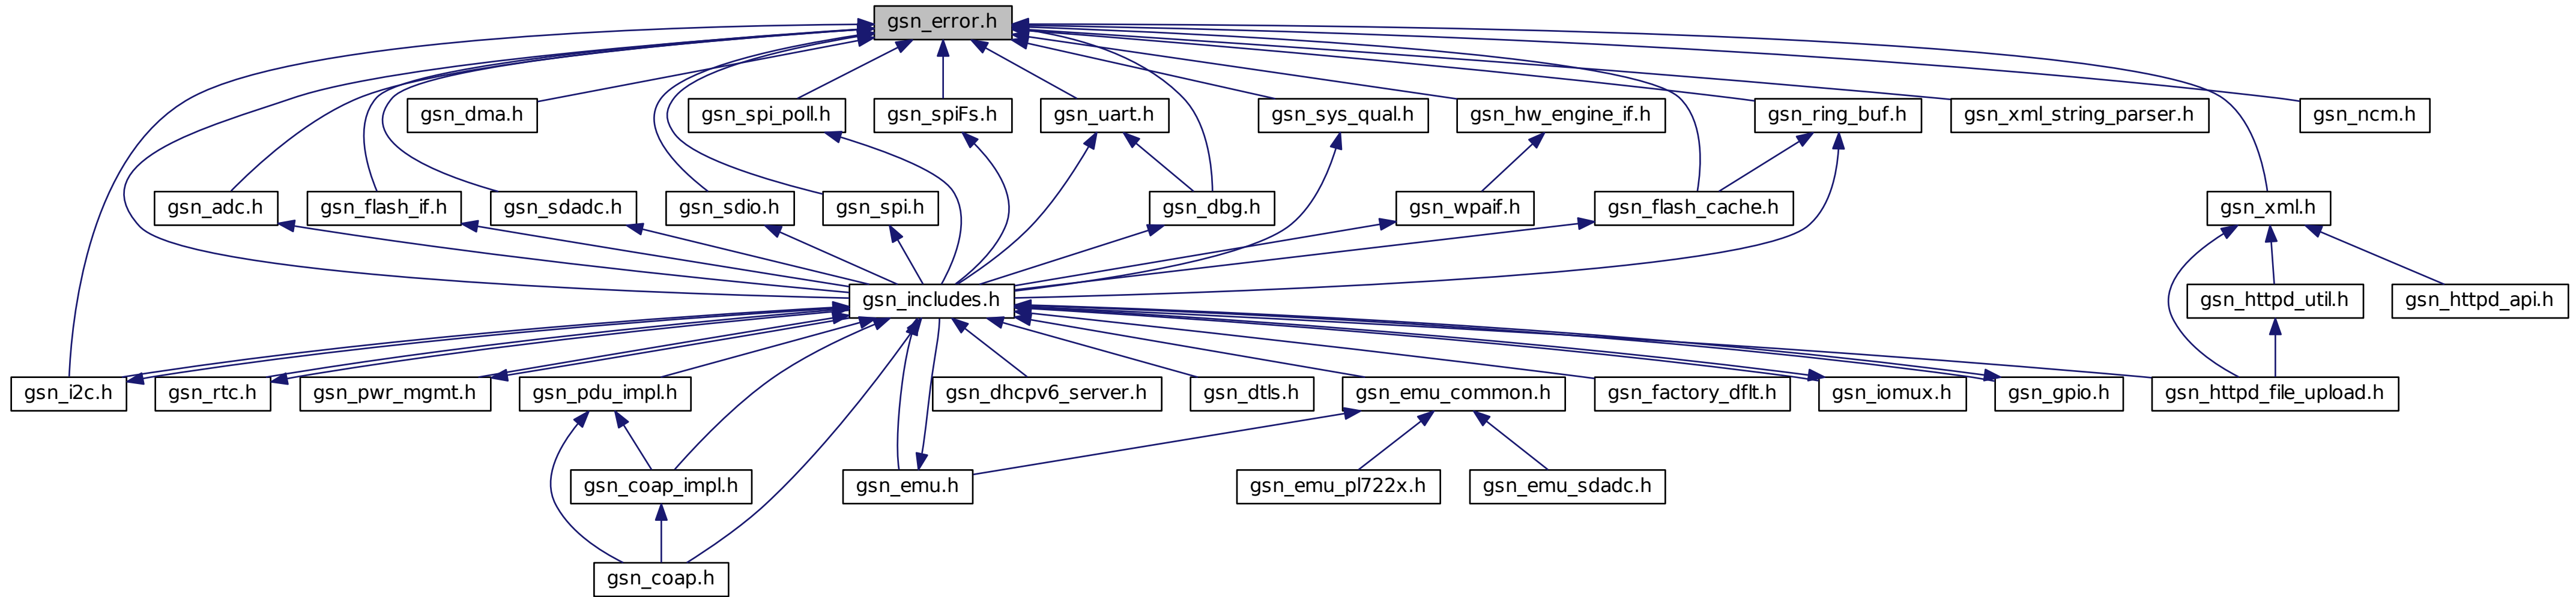 gsn_error.h
gsn_dma.h
gsn_spi_poll.h
gsn_spiFs.h
gsn_uart.h
gsn_sys_qual.h
gsn_hw_engine_if.h
gsn_ring_buf.h
gsn_xml_string_parser.h
gsn_ncm.h
gsn_adc.h
gsn_flash_if.h
gsn_sdadc.h
gsn_sdio.h
gsn_spi.h
gsn_dbg.h
gsn_wpaif.h
gsn_flash_cache.h
gsn_xml.h
gsn_includes.h
gsn_httpd_util.h
gsn_httpd_api.h
gsn_i2c.h
gsn_rtc.h
gsn_pwr_mgmt.h
gsn_pdu_impl.h
gsn_dhcpv6_server.h
gsn_dtls.h
gsn_emu_common.h
gsn_factory_dflt.h
gsn_iomux.h
gsn_gpio.h
gsn_httpd_file_upload.h
gsn_coap_impl.h
gsn_emu.h
gsn_emu_pl722x.h
gsn_emu_sdadc.h
gsn_coap.h